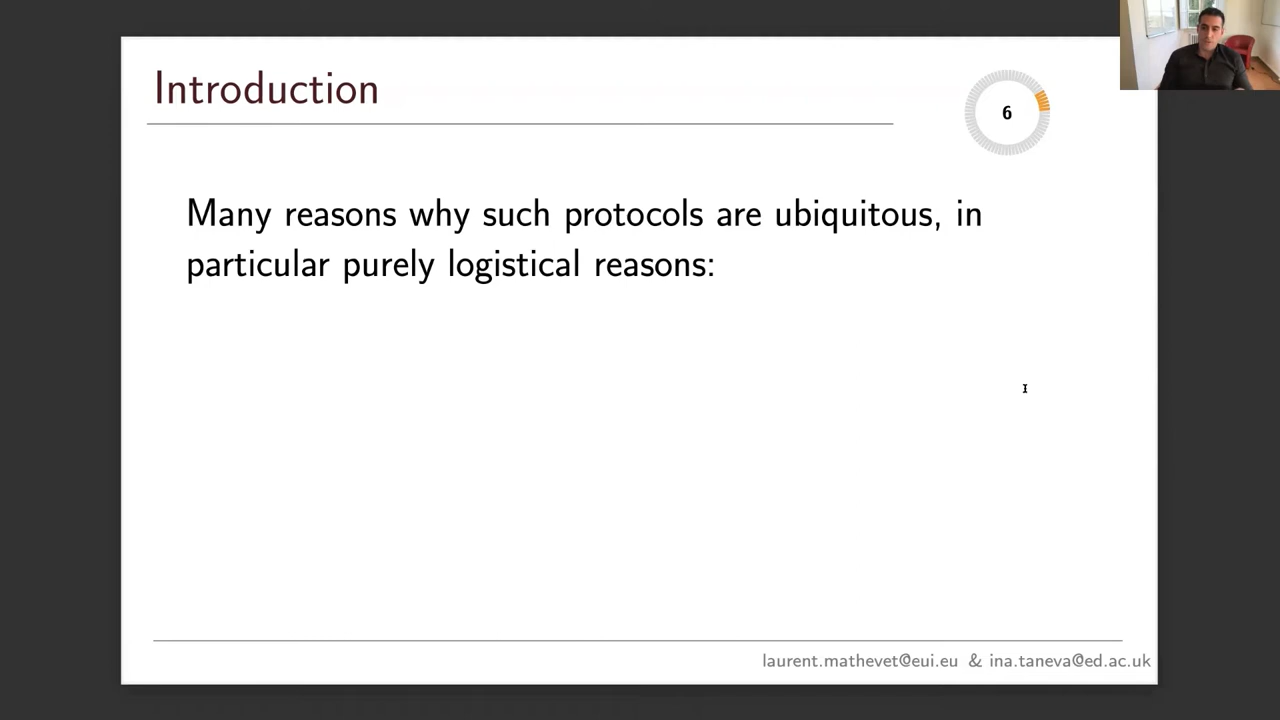 Introduction
6
Many reasons why such protocols are ubiquitous, in
particular purely logistical reasons:
laurent.mathevet@eui.eu & ina.taneva@ed.ac.uk